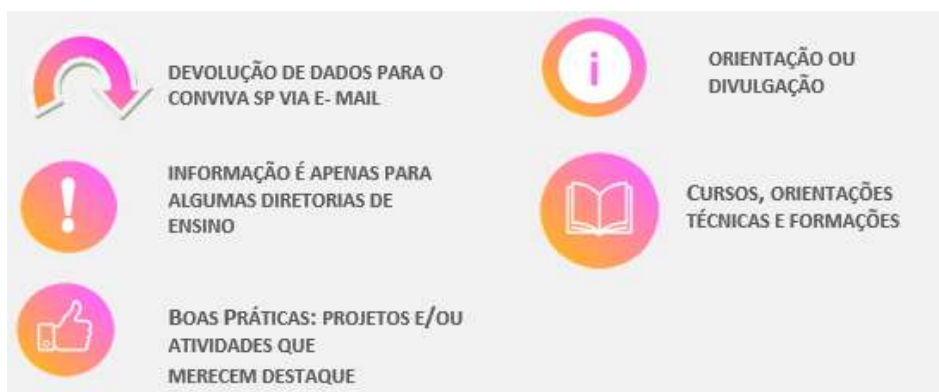 DEVOLUÇÃO DE DADOS PARA O
CONVIVA SP VIA E- MAIL
INFORMAÇÃO É APENAS PARA
ALGUMAS DIRETORIAS DE
ENSINO
BOAS PRÁTICAS: PROJETOS E/OU
ATIVIDADES QUE
MERECEM DESTAQUE
i
ORIENTAÇÃO OU
DIVULGAÇÃO
CURSOS, ORIENTAÇÕES
TÉCNICAS E FORMAÇÕES